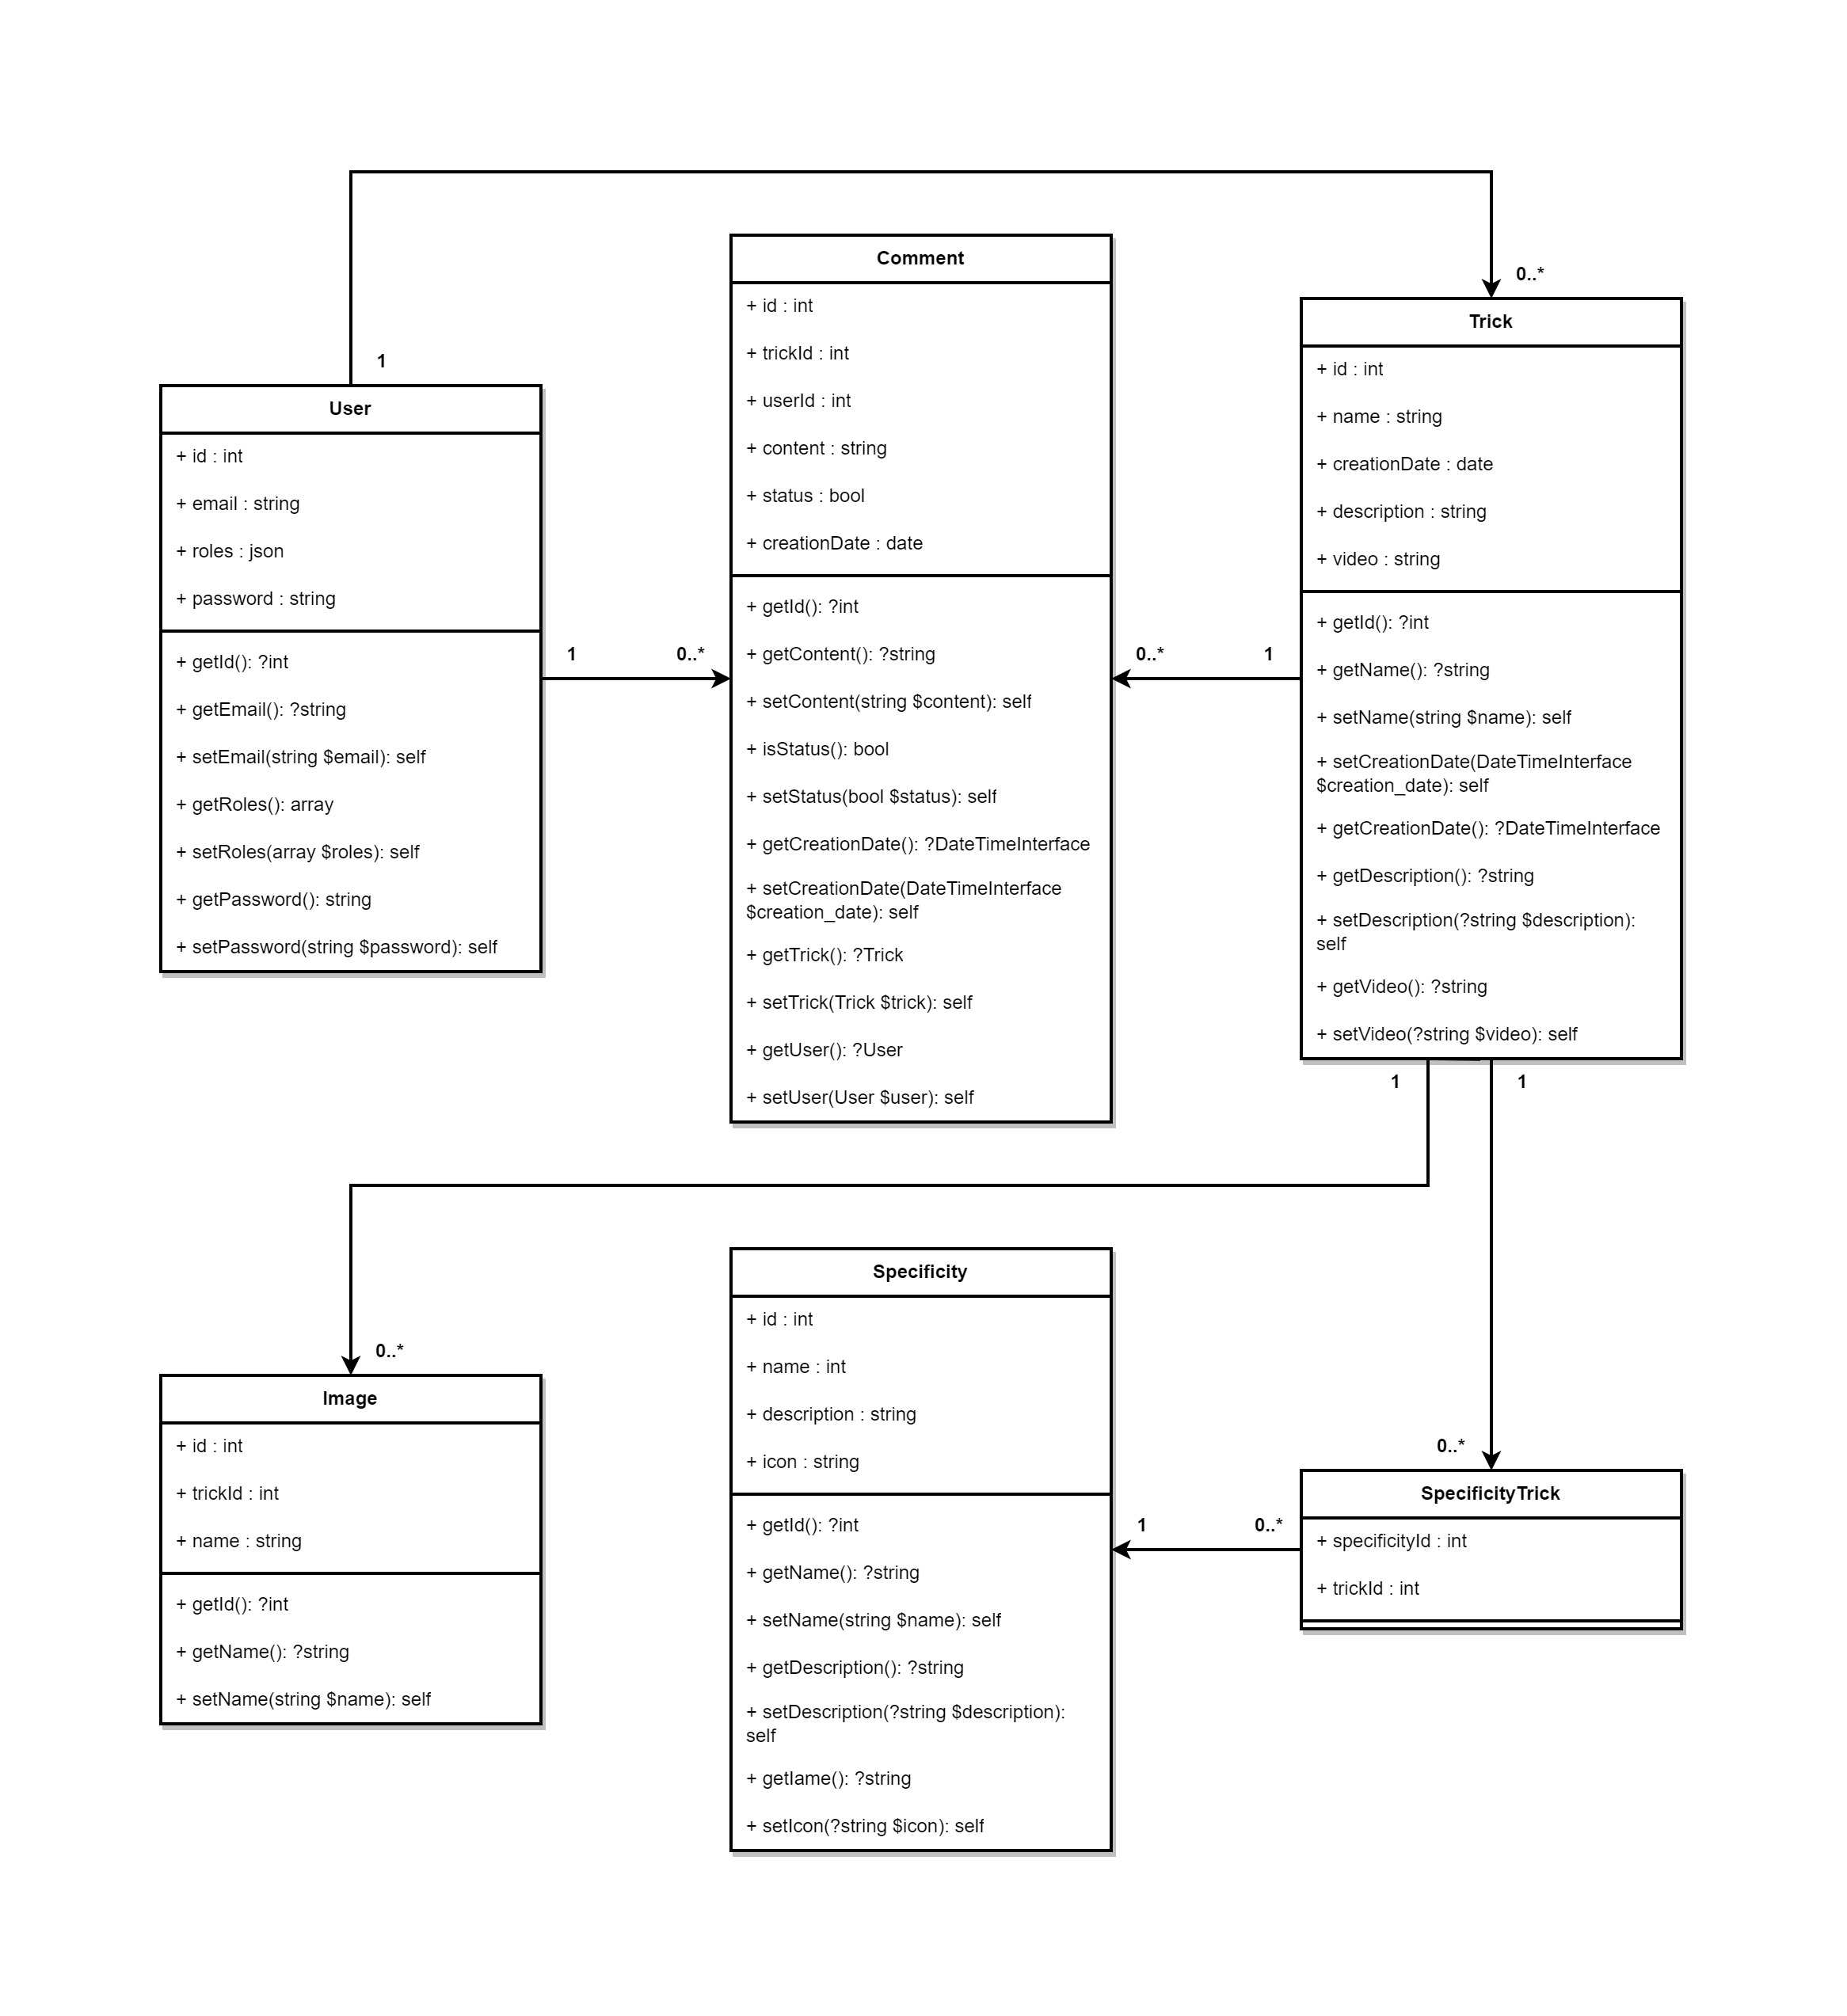 0..*
1
User
+ id : int
+ email : string
+ roles : json
+ password : string
+ getId(): ?int
+ getEmail(): ?string
+ setEmail(string $email): self
+ getRoles(): array
+ setRoles(array $roles): self
+ getPassword(): string
+ setPassword(string $password): self
1
0..*
Comment
+ id : int
+ trickId : int
+ userId : int
+ content : string
+ status : bool
+ creationDate : date
+ getId(): ?int
+ getContent(): ?string
+ setContent(string $content): self
+ isStatus(): bool
+ setStatus(bool $status): self
+ getCreationDate(): ?DateTimeInterface
+ setCreationDate(DateTimeInterface
$creation_date): self
+ getTrick(): ?Trick
+ setTrick(Trick $trick): self
+ getUser(): ?User
+ setUser(User $user): self
0..*
1
Trick
+ id : int
+ name : string
+ creationDate : date
+ description : string
+ video : string
+ getId(): ?int
+ getName(): ?string
+ setName(string $name): self
+ setCreationDate(DateTimeInterface
$creation_date): self
+ getCreationDate(): ?DateTimeInterface
+ getDescription(): ?string
+ setDescription(?string $description):
self
+ getVideo(): ?string
+ setVideo(?string $video): self
1
1
0..*
Image
+ id : int
+ trickId : int
+ name : string
+ getId(): ?int
+ getName(): ?string
+ setName(string $name): self
Specificity
+ id : int
+ name : int
+ description : string
+ icon : string
+ getId(): ?int
+ getName(): ?string
+ setName(string $name): self
+ getDescription(): ?string
+ setDescription(?string $description):
self
+ getIame(): ?string
+ setIcon(?string $icon): self
1
0..*
0..*
SpecificityTrick
+ specificityId : int
+ trickId : int